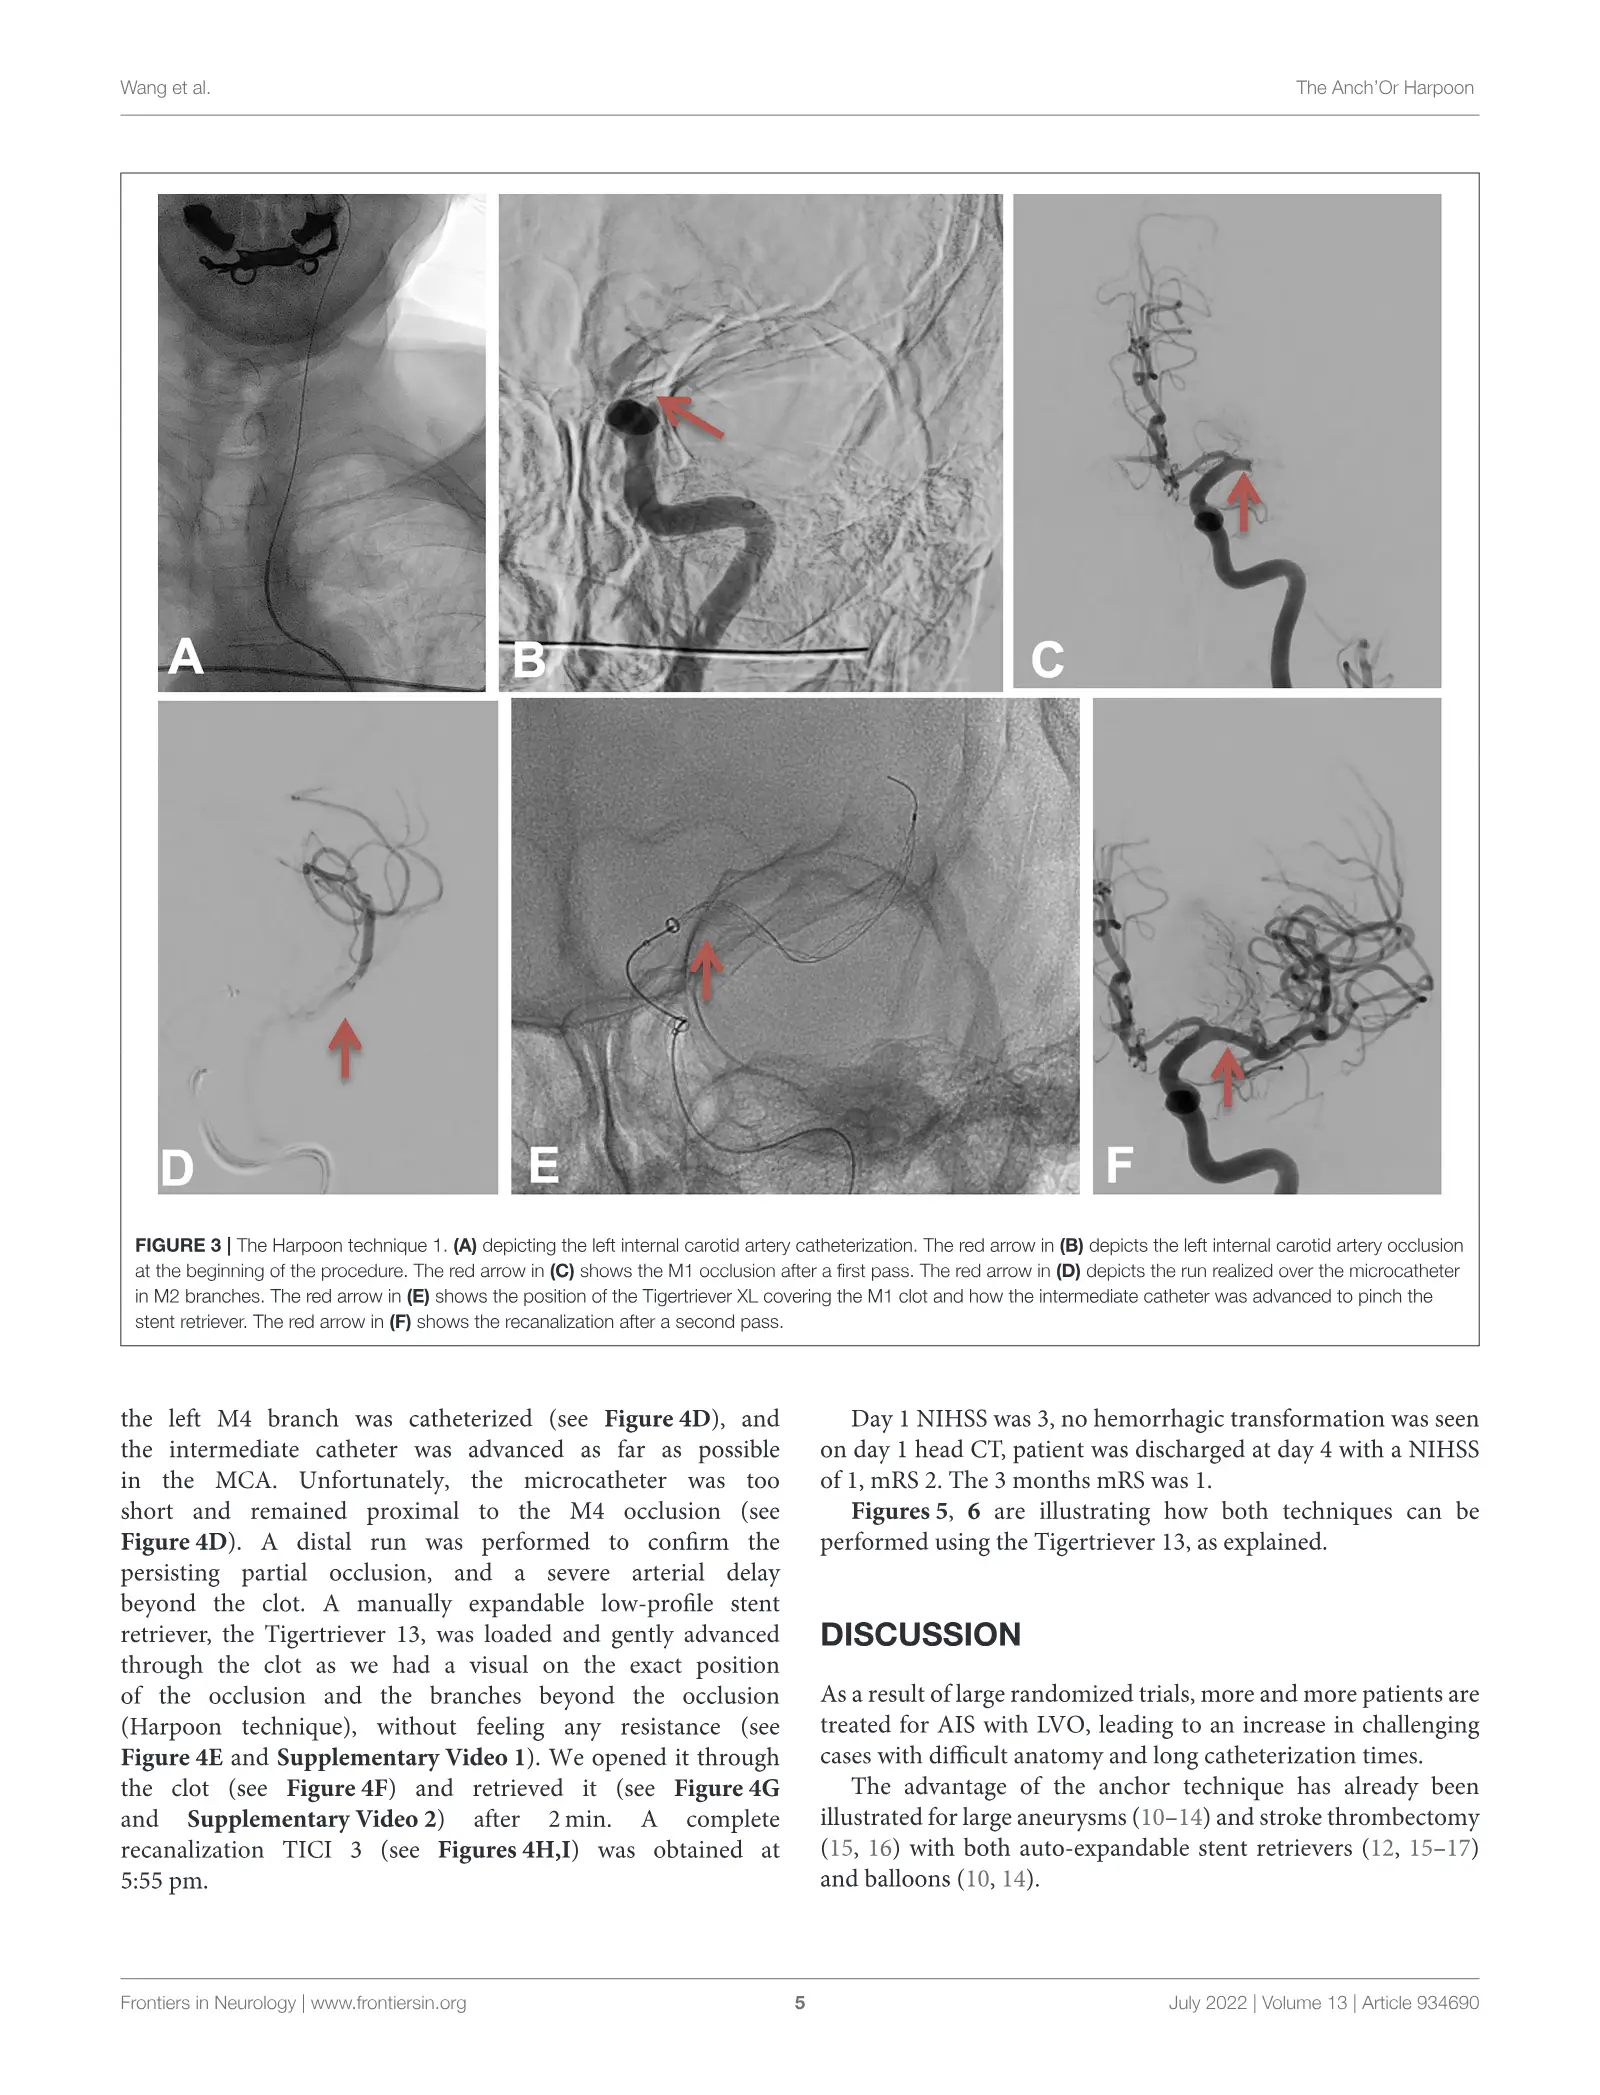 Wang et al.
The Anch’Or Harpoon
A
B
C
D
E
F
FIGURE 3 | The Harpoon technique 1. (A) depicting the left internal carotid artery catheterization. The red arrow in (B) depicts the left internal carotid artery occlusion
at the beginning of the procedure. The red arrow in (C) shows the M1 occlusion after a first pass. The red arrow in (D) depicts the run realized over the microcatheter
in M2 branches. The red arrow in (E) shows the position of the Tigertriever XL covering the M1 clot and how the intermediate catheter was advanced to pinch the
stent retriever. The red arrow in (F) shows the recanalization after a second pass.
the left M4 branch was catheterized (see Figure 4D), and
the intermediate catheter was advanced as far as possible
in the MCA. Unfortunately, the microcatheter was too
short and remained proximal to the M4 occlusion (see
Figure 4D). A distal run was performed to confirm the
persisting partial occlusion, and a severe arterial delay
beyond the clot. A manually expandable low-profile stent
retriever, the Tigertriever 13, was loaded and gently advanced
through the clot as we had a visual on the exact position
of the occlusion and the branches beyond the occlusion
(Harpoon technique), without feeling any resistance (see
Figure 4E and Supplementary Video 1). We opened it through
the clot (see Figure 4F) and retrieved it (see Figure 4G
and Supplementary Video 2) after 2 min. A complete
recanalization TICI 3 (see Figures 4H,I) was obtained at
5:55 pm.
Day 1 NIHSS was 3, no hemorrhagic transformation was seen
on day 1 head CT, patient was discharged at day 4 with a NIHSS
of 1, mRS 2. The 3 months mRS was 1.
Figures 5, 6 are illustrating how both techniques can be
performed using the Tigertriever 13, as explained.
DISCUSSION
As a result of large randomized trials, more and more patients are
treated for AIS with LVO, leading to an increase in challenging
cases with difficult anatomy and long catheterization times.
The advantage of the anchor technique has already been
illustrated for large aneurysms (10–14) and stroke thrombectomy
(15, 16) with both auto-expandable stent retrievers (12, 15–17)
and balloons (10, 14).
Frontiers in Neurology | www.frontiersin.org
5
July 2022 | Volume 13 | Article 934690